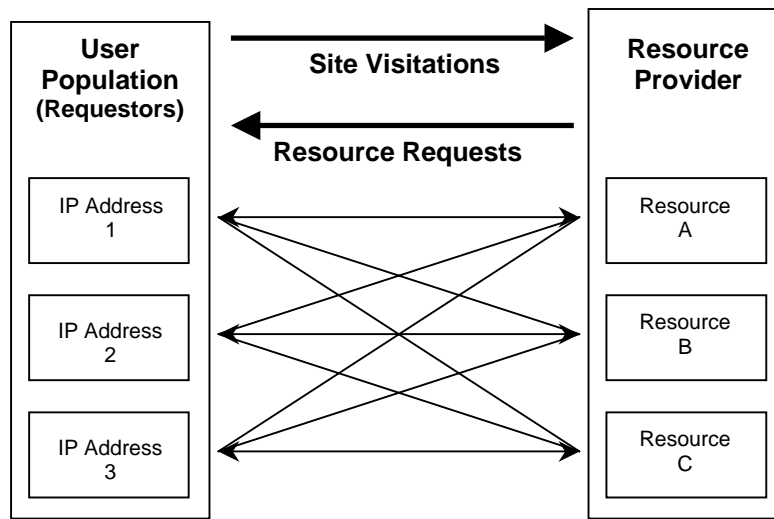 User
Population
(Requestors)
Site Visitations
Resource
Provider
Resource Requests
IP Address
1
Resource
A
IP Address
2
Resource
B
IP Address
3
Resource
C